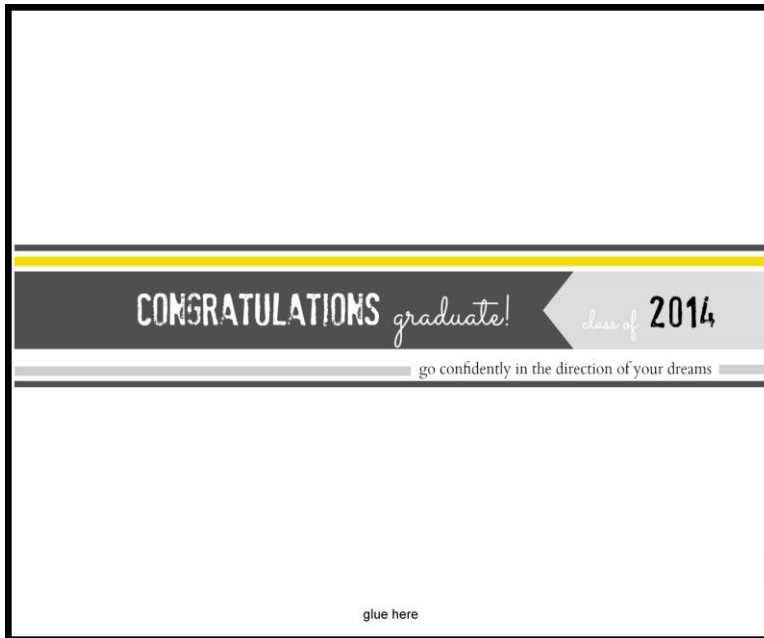 CONGRATULATIONS graduate! class of 2014
go confidently in the direction of your dreams
glue here